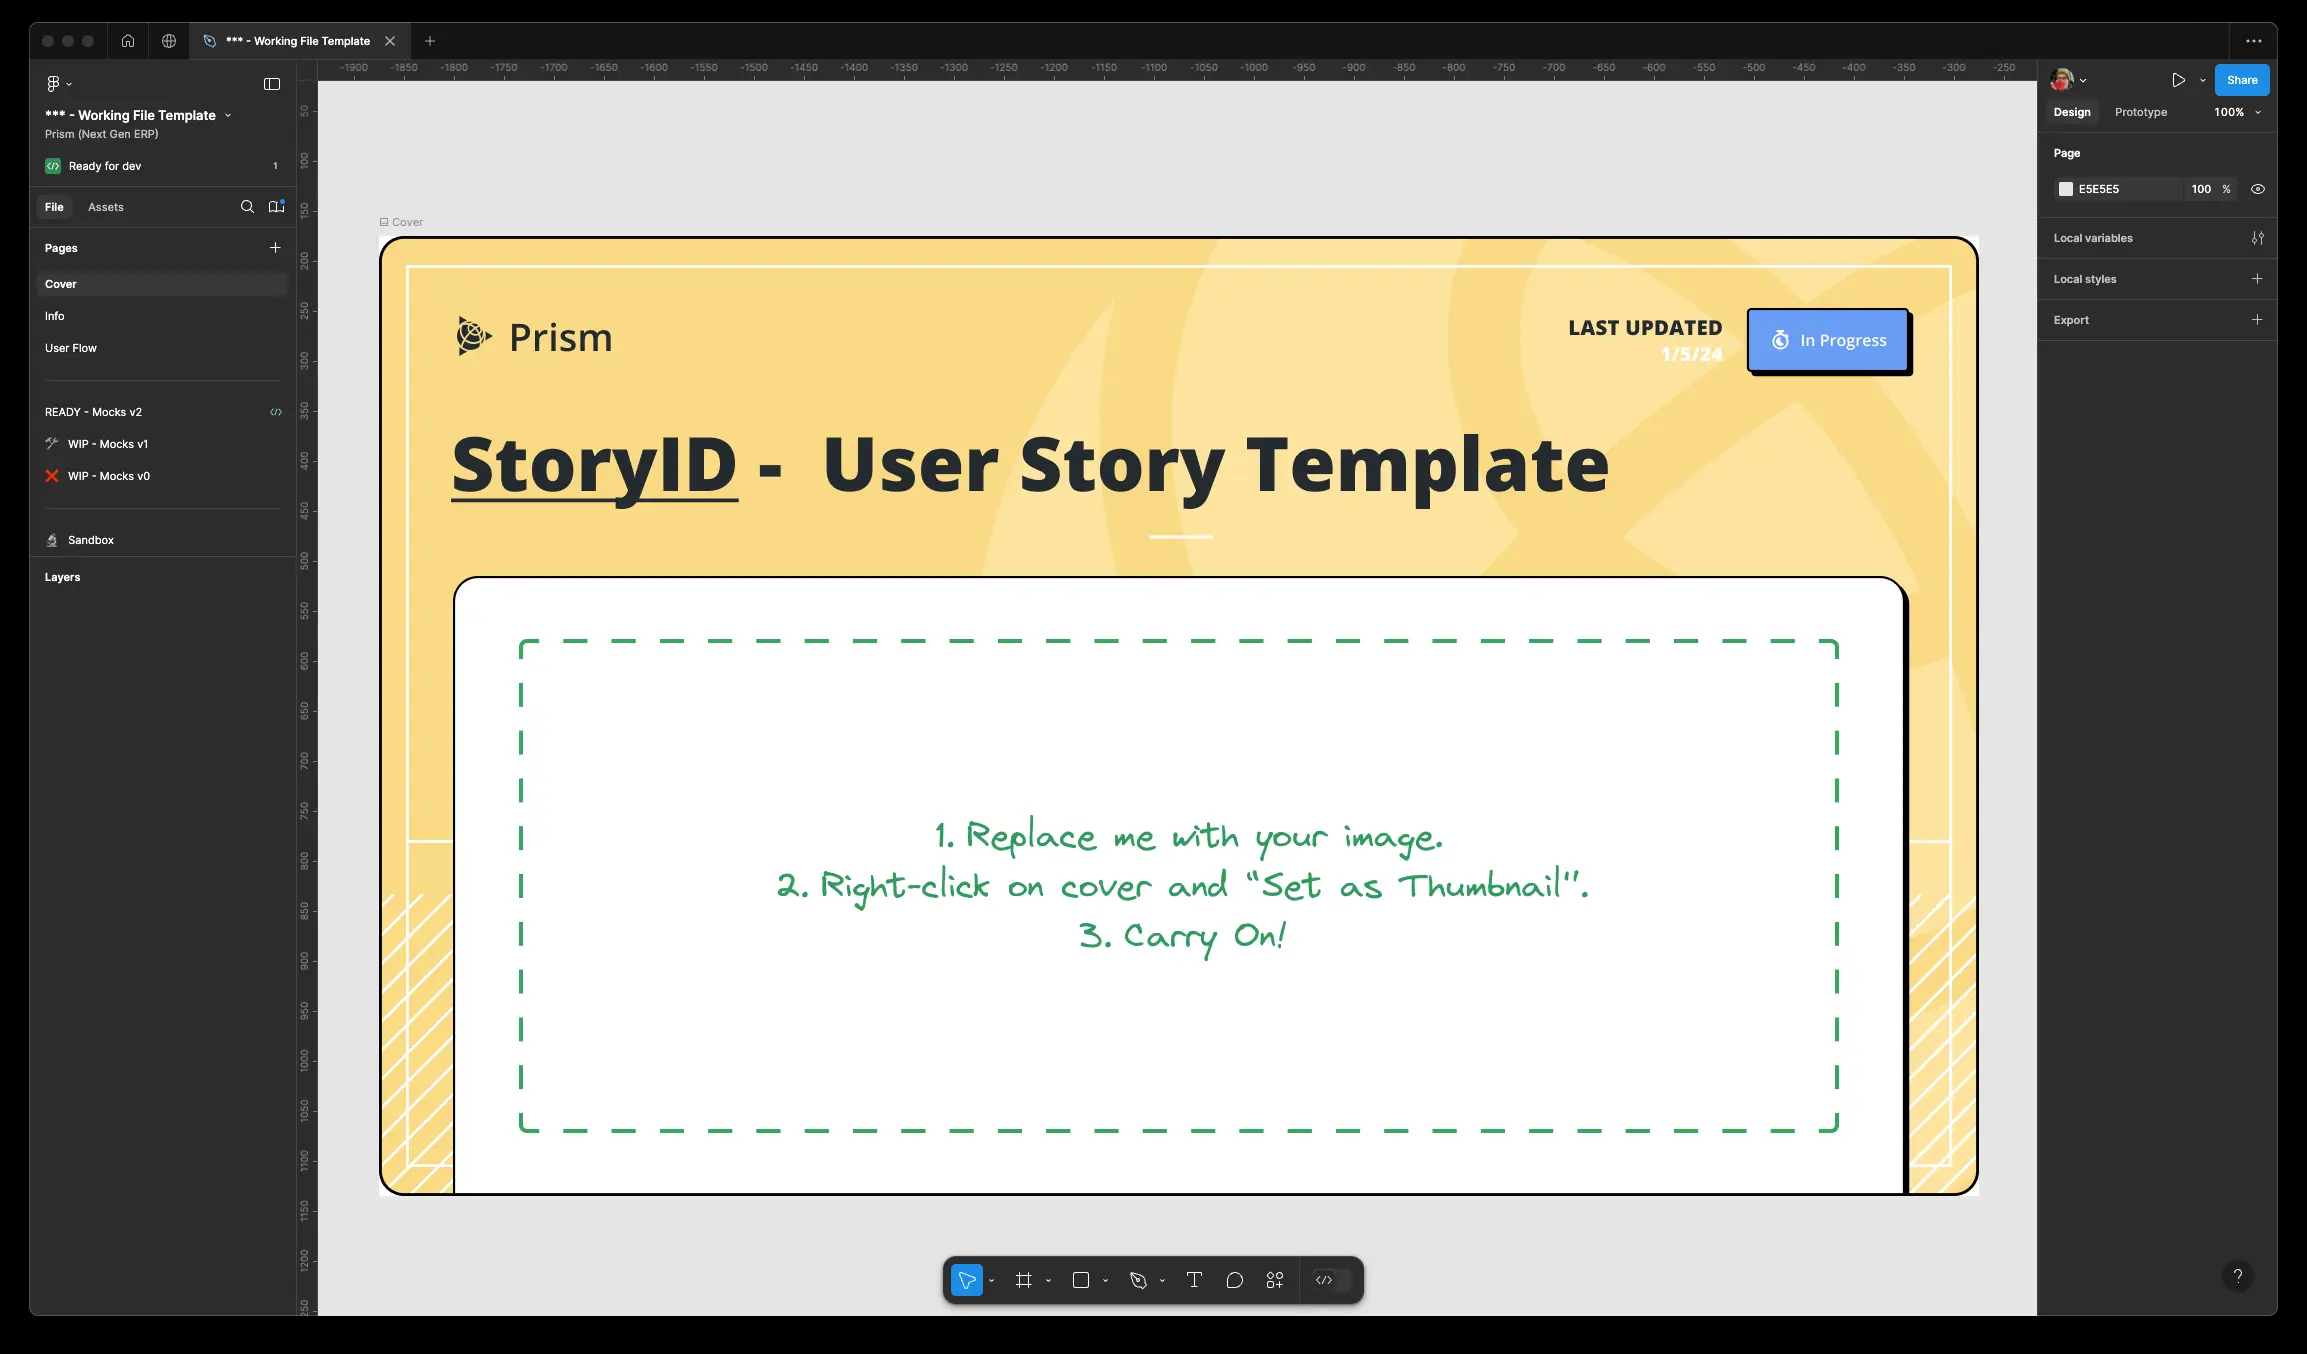 *** - Working File Template
-1900 -1850 -1800 -1750 -1700 -1650 -1600 -1550 -1500 -1450 -1400 -1350 -1300 -1250 -1200 -1150 -1100 -1050 -1000 -950 -900 -850 -800 -750 -700 -650 -600 -550 -500 -450 -400 -350 -300 -250
*** - Working File Template
Prism (Next Gen ERP)
Ready for dev 1
File Assets
Pages
Cover
Info
User Flow
READY - Mocks v2
WIP - Mocks v1
WIP - Mocks v0
Sandbox
Layers
50
100
150
200
250
300
350
400
450
500
550
600
650
700
750
800
850
900
950
1000
1050
1100
1150
1200
Cover
Prism
LAST UPDATED
1/5/24
In Progress
StoryID - User Story Template
1. Replace me with your image.
2. Right-click on cover and "Set as Thumbnail".
3. Carry On!
Share
Design Prototype 100%
Page
E5E5E5 100 %
Local variables
Local styles
Export
?